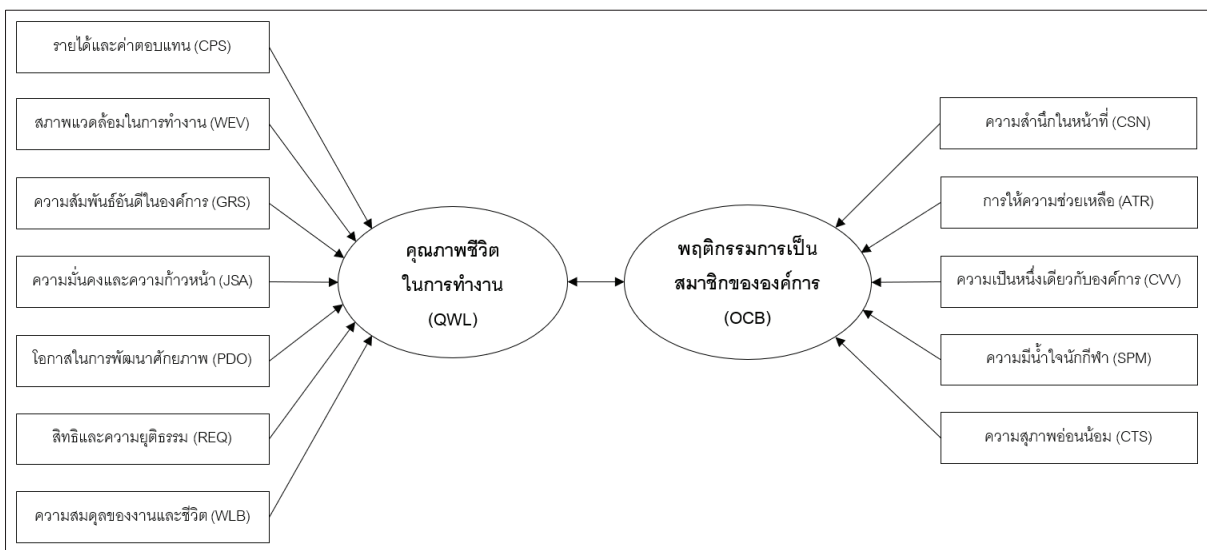 รายได้และค่าตอบแทน (CPS)
สภาพแวดล้อมในการทำงาน (WEV)
ความสัมพันธ์อันดีในองค์การ (GRS)
ความมั่นคงและความก้าวหน้า (JSA)
โอกาสในการพัฒนาศักยภาพ (PDO)
สิทธิและความยุติธรรม (REQ)
ความสมดุลของงานและชีวิต (WLB)
คุณภาพชีวิต
ในการทำงาน
(QWL)
พฤติกรรมการเป็น
สมาชิกขององค์การ
(OCB)
ความสำนึกในหน้าที่ (CSN)
การให้ความช่วยเหลือ (ATR)
ความเป็นหนึ่งเดียวกับองค์การ (CVV)
ความมีน้ำใจนักกีฬา (SPM)
ความสุภาพอ่อนน้อม (CTS)